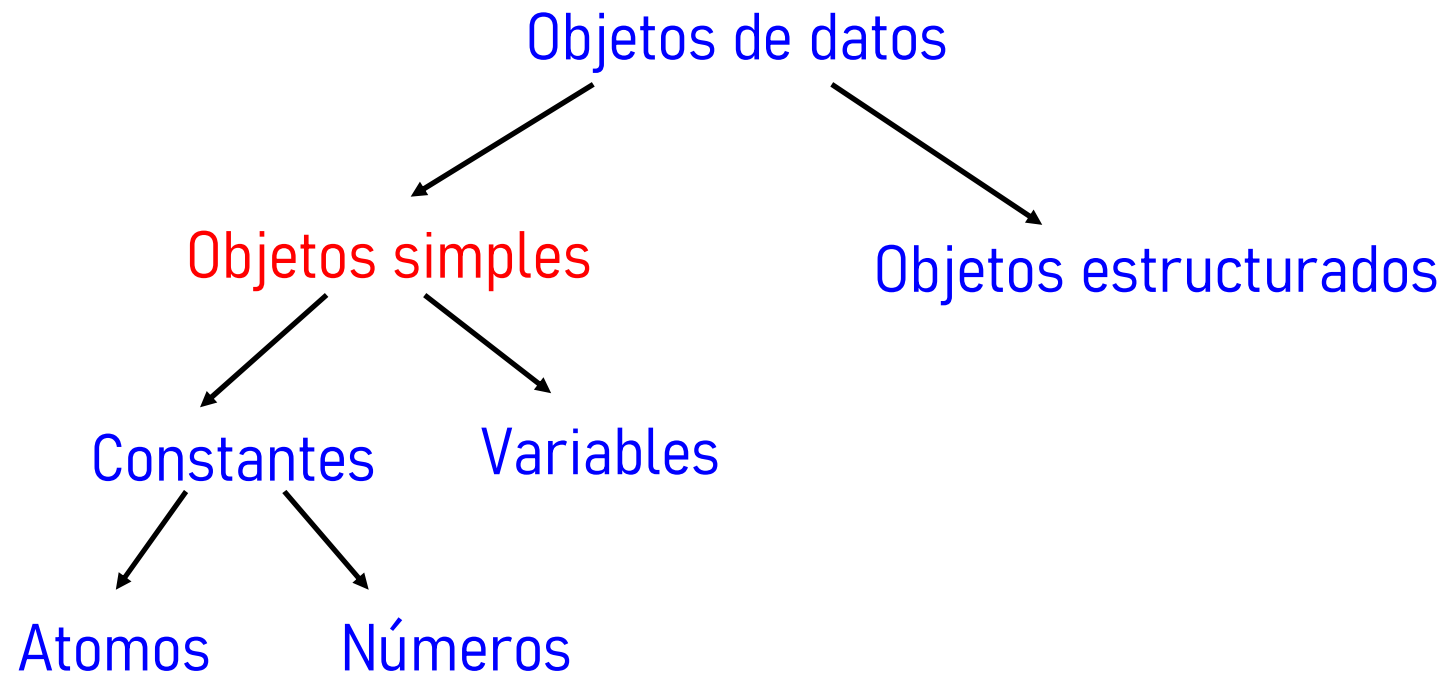 Objetos de datos
Objetos simples
Objetos estructurados
Constantes
Variables
Atomos
Números